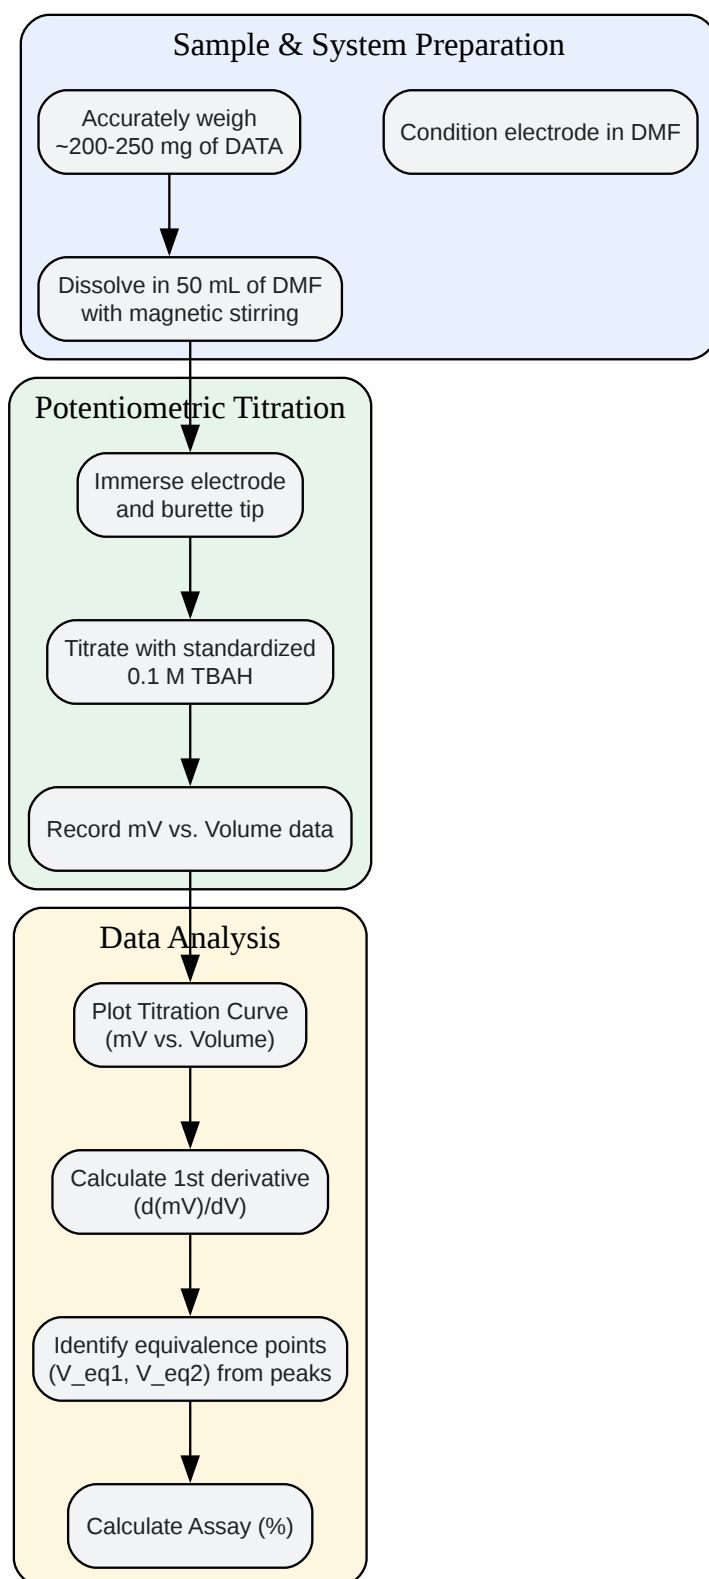 Sample & System Preparation
Accurately weigh
~200-250 mg of DATA
Condition electrode in DMF
Dissolve in 50 mL of DMF
with magnetic stirring
Potentiometric Titration
Immerse electrode
and burette tip
Titrate with standardized
0.1 M TBAH
Record mV vs. Volume data
Data Analysis
Plot Titration Curve
(mV vs. Volume)
Calculate 1st derivative
(d(mV)/dV)
Identify equivalence points
(V_eq1, V_eq2) from peaks
Calculate Assay (%)